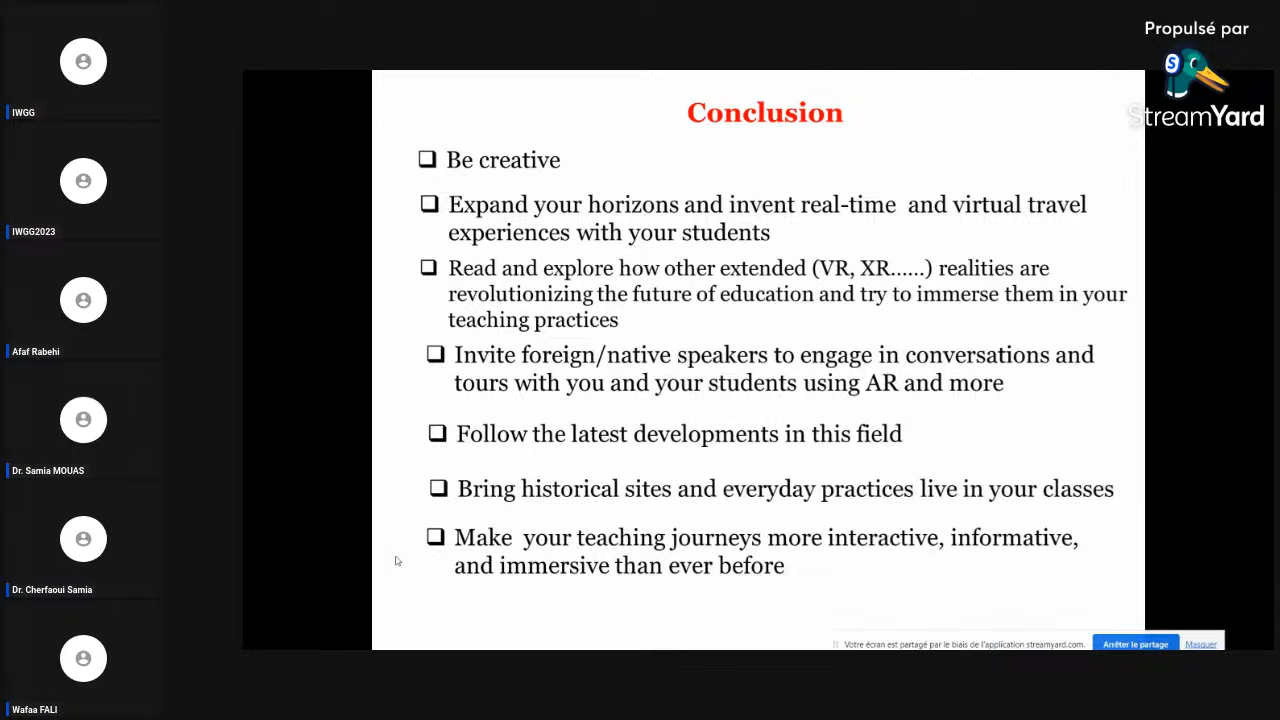 Propulsé par
StreamYard
IWGG
IWGG2023
Afaf Rabehi
Dr. Samia MOUAS
Dr. Cherfaoui Samia
Wafaa FALI
Conclusion
❑ Be creative
❑ Expand your horizons and invent real-time and virtual travel
experiences with your students
❑ Read and explore how other extended (VR, XR......) realities are
revolutionizing the future of education and try to immerse them in your
teaching practices
❑ Invite foreign/native speakers to engage in conversations and
tours with you and your students using AR and more
❑ Follow the latest developments in this field
❑ Bring historical sites and everyday practices live in your classes
❑ Make your teaching journeys more interactive, informative,
and immersive than ever before
Votre écran est partagé par le biais de l'application streamyard.com.
Arrêter le partage
Masquer